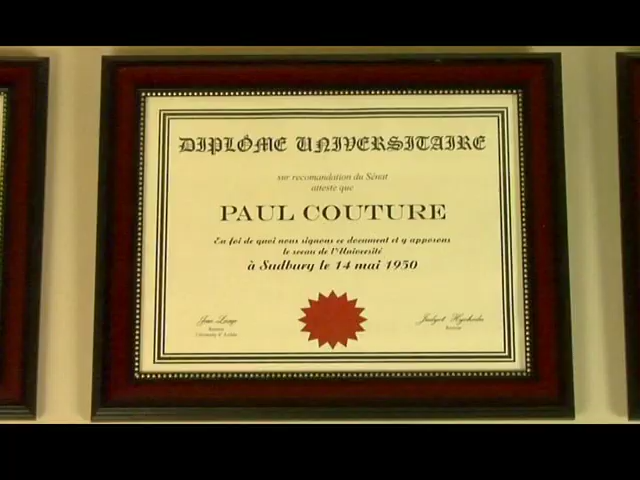 DIPLÔME UNIVERSITAIRE
sur recomandation du Sénat
atteste que
PAUL COUTURE
En foi de quoi nous signons ce document et y apposons
le sceau de l'Université
à Sudbury le 14 mai 1950